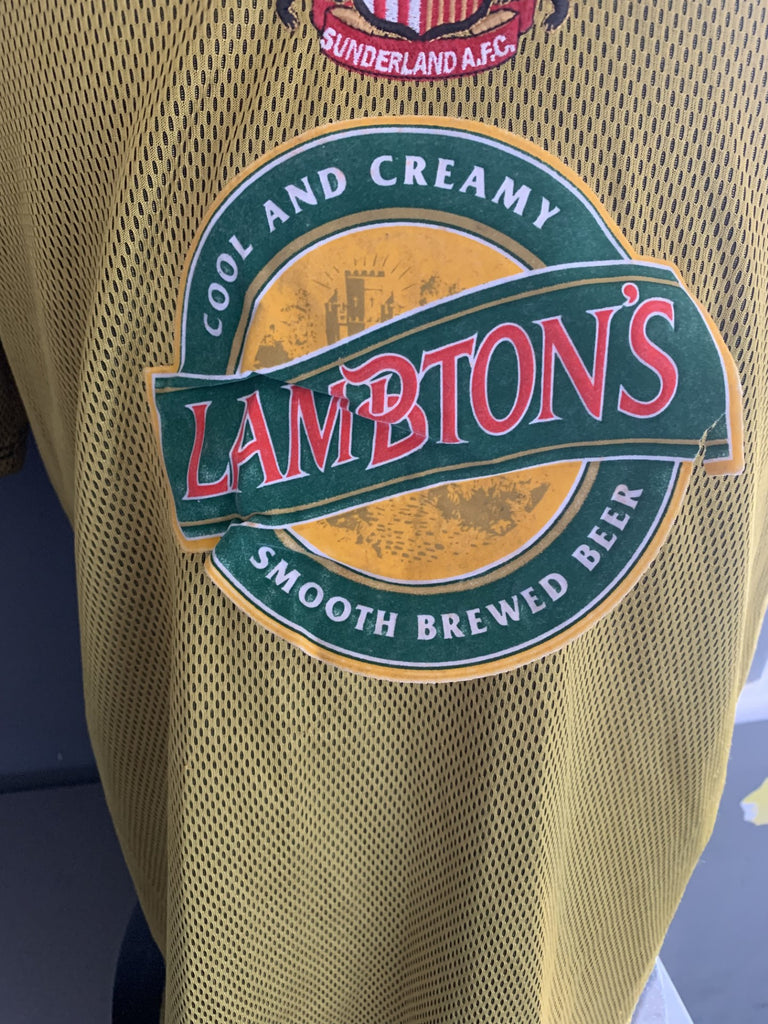 SUNDERLAND A.F.C.
COOL AND CREAMY
LAMBTON'S
SMOOTH BREWED BEER